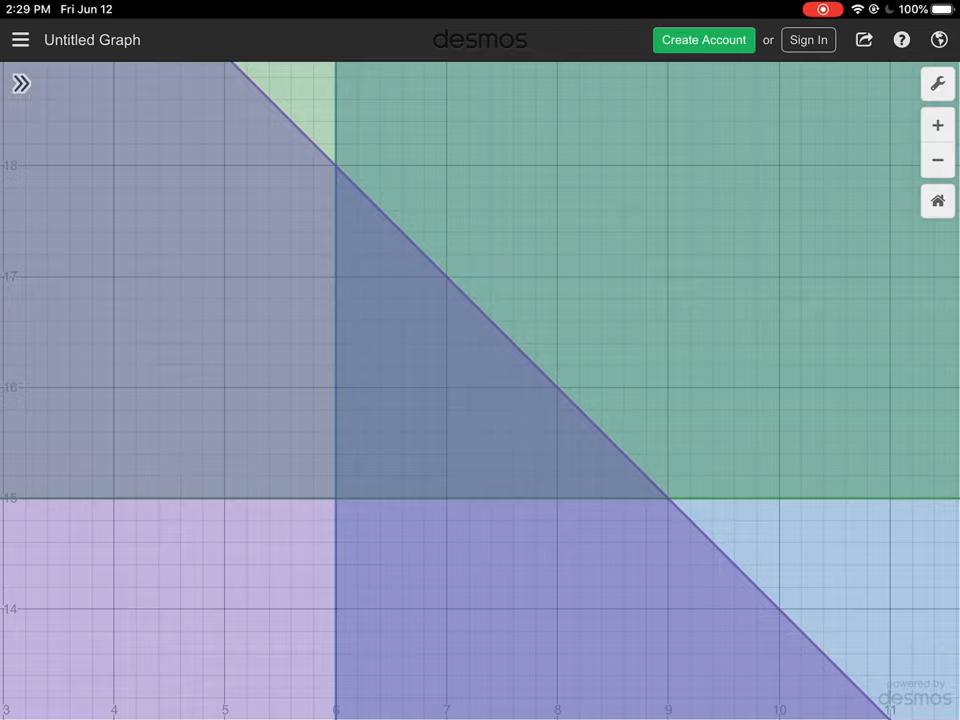 2:29 PM Fri Jun 12 100%
Untitled Graph desmos Create Account or Sign In
18
17
16
15
14
3 4 5 6 7 8 9 10 11
powered by
desmos